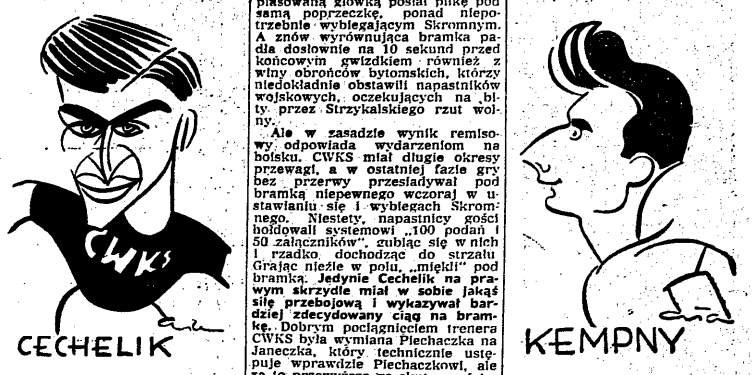 CWKS
CECHELIK
plasowaną główką posłał piłkę pod
samą poprzeczkę, ponad niepo-
trzebnie wybiegającym Skromnym.
A znów wyrównująca bramka pa-
dła dosłownie na 10 sekund przed
końcowym gwizdkiem również z
winy obrońców bytomskich, którzy
niedokładnie obstawili napastników
wojskowych, oczekujących na bi-
ty przez Strzykalskiego rzut wol-
ny.
Ale w zasadzie wynik remiso-
wy odpowiada wydarzeniom na
boisku. CWKS miał długie okresy
przewagi, a w ostatniej fazie gry
bez przerwy przesiadywał pod
bramką niepewnego wczoraj w u-
stawianiu się i wybiegach Skrom-
nego. Niestety, napastnicy gości
hołdowali systemowi „100 podań i
50 załączników”, gubiąc się w nich
i rzadko dochodząc do strzału.
Grając nieźle w polu, „miękli” pod
bramką. Jedynie Cechelik na pra-
wym skrzydle miał w sobie jakąś
siłę przebojową i wykazywał bar-
dziej zdecydowany ciąg na bram-
kę. Dobrym pociągnięciem trenera
CWKS była wymiana Piechaczka na
Janeczka, który technicznie ustę-
puje wprawdzie Piechaczkowi, ale
KEMPNY